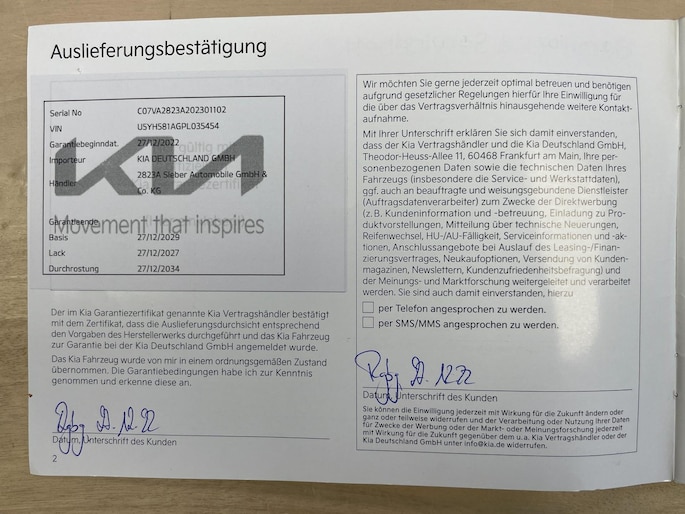 Auslieferungsbestätigung
Serial No C07VA2823A202301102
VIN U5YH581AGPL035454
Garantiebeginndat. 27/12/2022
Importeur KIA DEUTSCHLAND GMBH
Händler 2823A Sieber Automobile GmbH &
Co. KG
KIA
Movement that inspires
Garantieende
Basis 27/12/2029
Lack 27/12/2027
Durchrostung 27/12/2034
Der im Kia Garantiezertifikat genannte Kia Vertragshändler bestätigt
mit dem Zertifikat, dass die Auslieferungsdurchsicht entsprechend
den Vorgaben des Herstellerwerks durchgeführt und das Kia Fahrzeug
zur Garantie bei der Kia Deutschland GmbH angemeldet wurde.
Das Kia Fahrzeug wurde von mir in einem ordnungsgemäßen Zustand
übernommen. Die Garantiebedingungen habe ich zur Kenntnis
genommen und erkenne diese an.
12.22
Datum, Unterschrift des Kunden
2
Wir möchten Sie gerne jederzeit optimal betreuen und benötigen
aufgrund gesetzlicher Regelungen hierfür Ihre Einwilligung für
die über das Vertragsverhältnis hinausgehende weitere Kontakt-
aufnahme.
Mit Ihrer Unterschrift erklären Sie sich damit einverstanden,
dass der Kia Vertragshändler und die Kia Deutschland GmbH,
Theodor-Heuss-Allee 11, 60468 Frankfurt am Main, Ihre per-
sonenbezogenen Daten sowie die technischen Daten Ihres
Fahrzeugs (insbesondere die Service- und Werkstattdaten),
ggf. auch an beauftragte und weisungsgebundene Dienstleister
(Auftragsdatenverarbeiter) zum Zwecke der Direktwerbung
(z.B. Kundeninformation und -betreuung, Einladung zu Pro-
duktvorstellungen, Mitteilung über technische Neuerungen,
Reifenwechsel, HU-/AU-Fälligkeit, Serviceinformationen und -ak-
tionen, Anschlussangebote bei Auslauf des Leasing-/Finan-
zierungsvertrages, Neukaufoptionen, Versendung von Kunden-
magazinen, Newslettern, Kundenzufriedenheitsbefragung) und
der Meinungs- und Marktforschung weitergeleitet und verarbeitet
werden. Sie sind auch damit einverstanden, hierzu
per Telefon angesprochen zu werden.
per SMS/MMS angesprochen zu werden.
12.22
Datum, Unterschrift des Kunden
Sie können die Einwilligung jederzeit mit Wirkung für die Zukunft ändern oder
ganz oder teilweise widerrufen und der Verarbeitung oder Nutzung Ihrer Daten
für Zwecke der Werbung oder der Markt- oder Meinungsforschung jederzeit
mit Wirkung für die Zukunft gegenüber dem u.a. Kia Vertragshändler oder der
Kia Deutschland GmbH unter info@kia.de widerrufen.